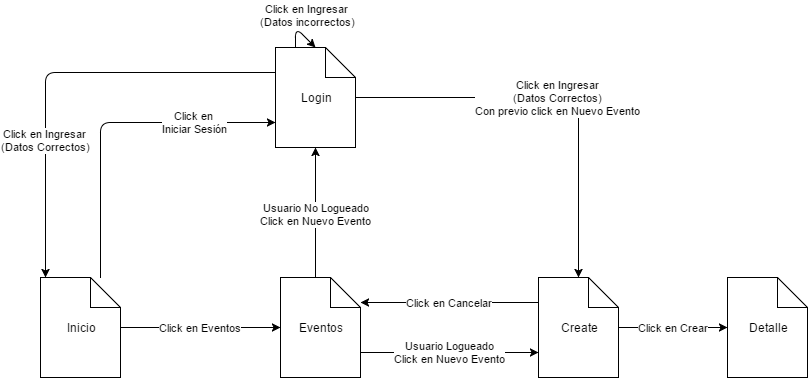 Click en Ingresar
(Datos incorrectos)
Login
Click en Ingresar
(Datos Correctos)
Con previo click en Nuevo Evento
Click en
Iniciar Sesión
Click en Ingresar
(Datos Correctos)
Usuario No Logueado
Click en Nuevo Evento
Inicio
Click en Eventos
Eventos
Click en Cancelar
Usuario Logueado
Click en Nuevo Evento
Create
Click en Crear
Detalle